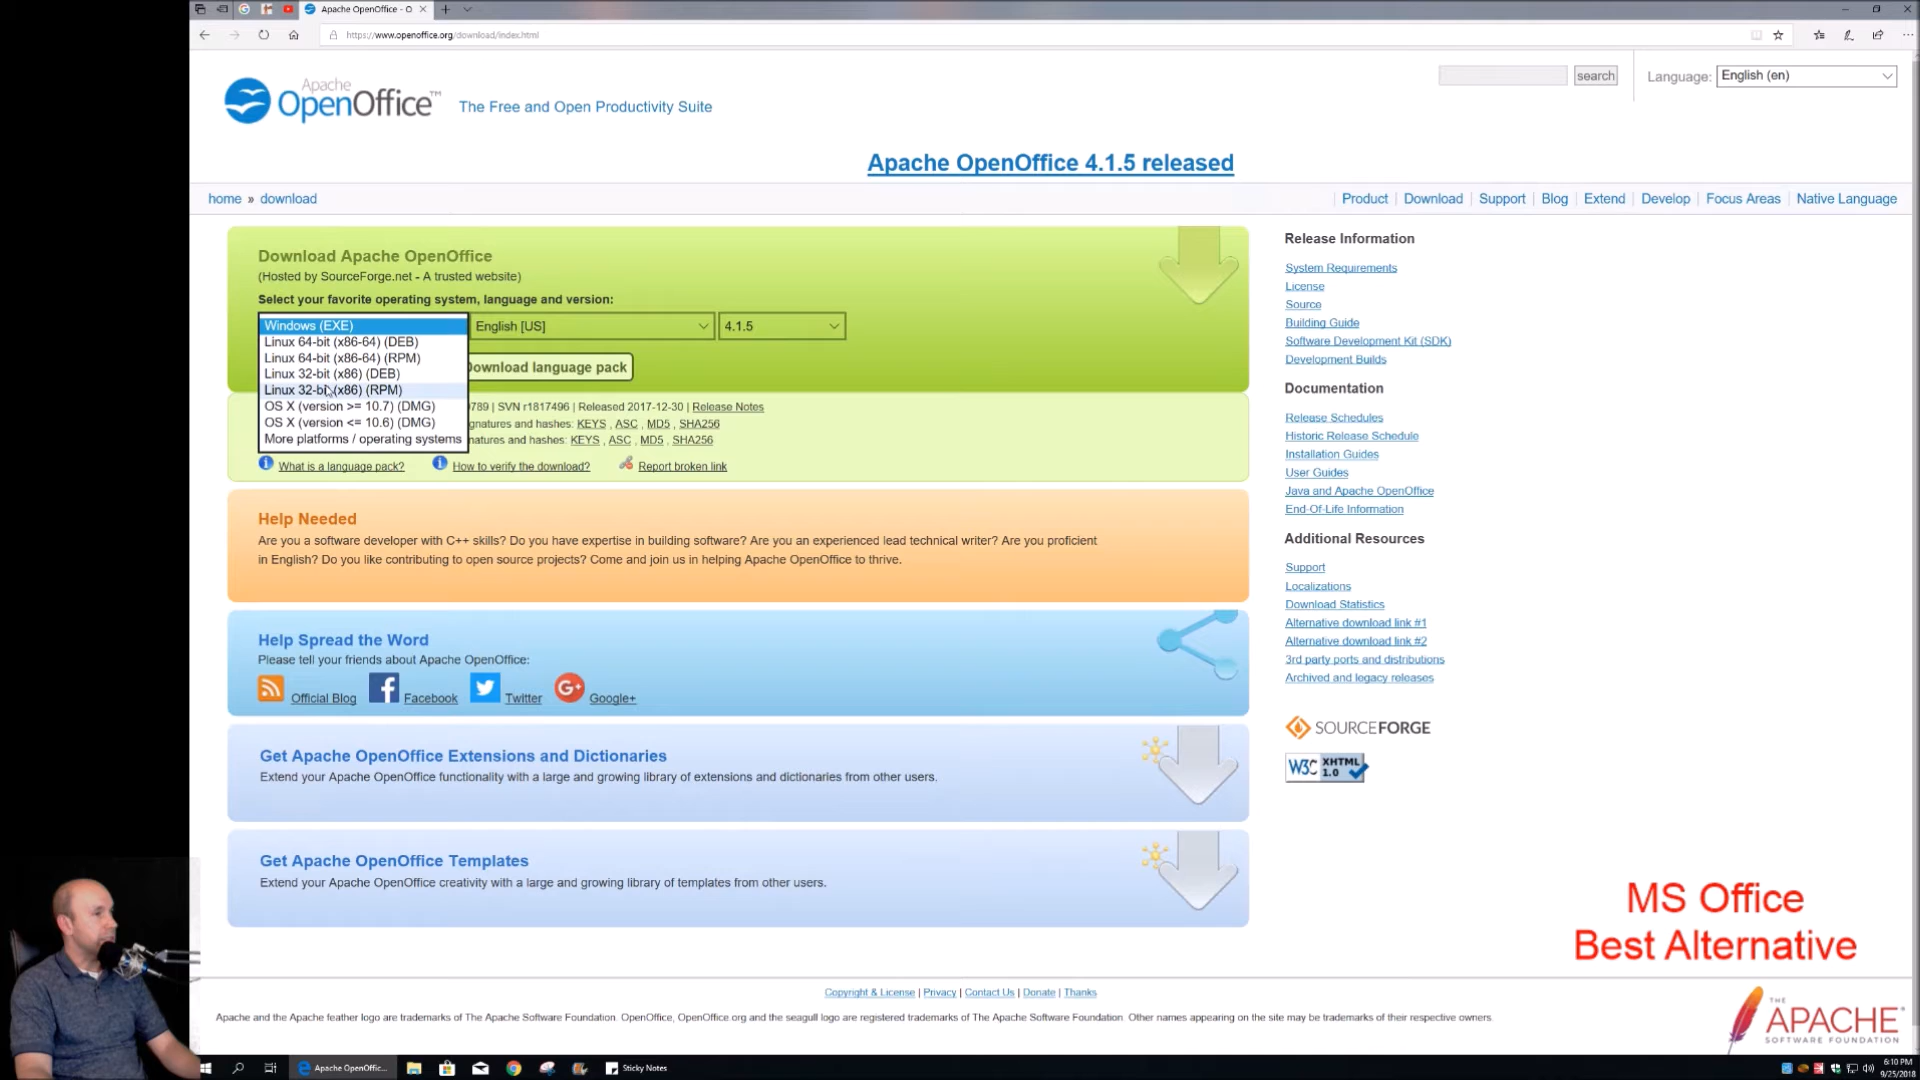 Apache OpenOffice - O
https://www.openoffice.org/download/index.html
Apache
OpenOffice™
The Free and Open Productivity Suite
search
Language:
English (en)
Apache OpenOffice 4.1.5 released
home » download
Product | Download | Support | Blog | Extend | Develop | Focus Areas | Native Language
Download Apache OpenOffice
(Hosted by SourceForge.net - A trusted website)
Select your favorite operating system, language and version:
Windows (EXE)
English [US]
4.1.5
Linux 64-bit (x86-64) (DEB)
Linux 64-bit (x86-64) (RPM)
Linux 32-bit (x86) (DEB)
Linux 32-bit (x86) (RPM)
OS X (version >= 10.7) (DMG)
OS X (version <= 10.6) (DMG)
More platforms / operating systems
Download language pack
789 | SVN r1817496 | Released 2017-12-30 | Release Notes
gnatures and hashes: KEYS , ASC , MD5 , SHA256
natures and hashes: KEYS , ASC , MD5 , SHA256
What is a language pack?
How to verify the download?
Report broken link
Help Needed
Are you a software developer with C++ skills? Do you have expertise in building software? Are you an experienced lead technical writer? Are you proficient
in English? Do you like contributing to open source projects? Come and join us in helping Apache OpenOffice to thrive.
Help Spread the Word
Please tell your friends about Apache OpenOffice:
Official Blog
Facebook
Twitter
G+
Google+
Get Apache OpenOffice Extensions and Dictionaries
Extend your Apache OpenOffice functionality with a large and growing library of extensions and dictionaries from other users.
Get Apache OpenOffice Templates
Extend your Apache OpenOffice creativity with a large and growing library of templates from other users.
Release Information
System Requirements
License
Source
Building Guide
Software Development Kit (SDK)
Development Builds
Documentation
Release Schedules
Historic Release Schedule
Installation Guides
User Guides
Java and Apache OpenOffice
End-Of-Life Information
Additional Resources
Support
Localizations
Download Statistics
Alternative download link #1
Alternative download link #2
3rd party ports and distributions
Archived and legacy releases
SOURCEFORGE
W3C XHTML 1.0
MS Office
Best Alternative
Copyright & License | Privacy | Contact Us | Donate | Thanks
Apache and the Apache feather logo are trademarks of The Apache Software Foundation. OpenOffice, OpenOffice.org and the seagull logo are registered trademarks of The Apache Software Foundation. Other names appearing on the site may be trademarks of their respective owners.
THE
APACHE
SOFTWARE FOUNDATION
Apache OpenOffic...
Sticky Notes
6:10 PM
9/25/2018